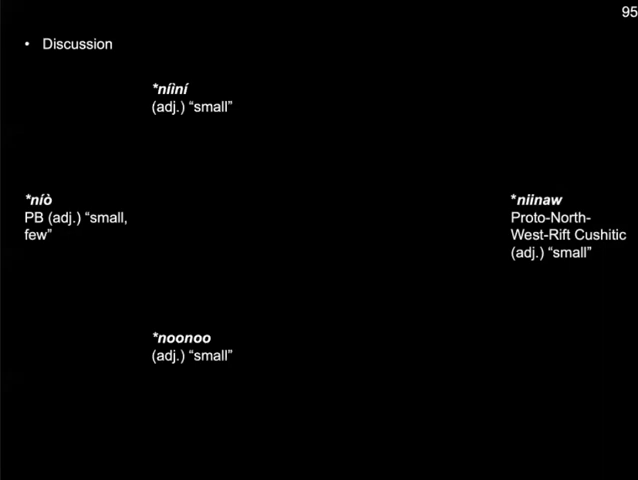 95
• Discussion
*níìní
(adj.) “small”
*níò
PB (adj.) “small,
few”
*niinaw
Proto-North-
West-Rift Cushitic
(adj.) “small”
*noonoo
(adj.) “small”